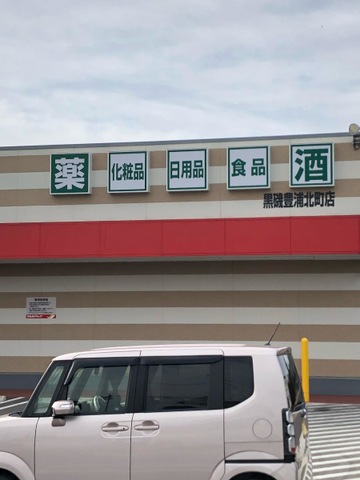 薬 化粧品 日用品 食品 酒
黒磯豊浦北町店